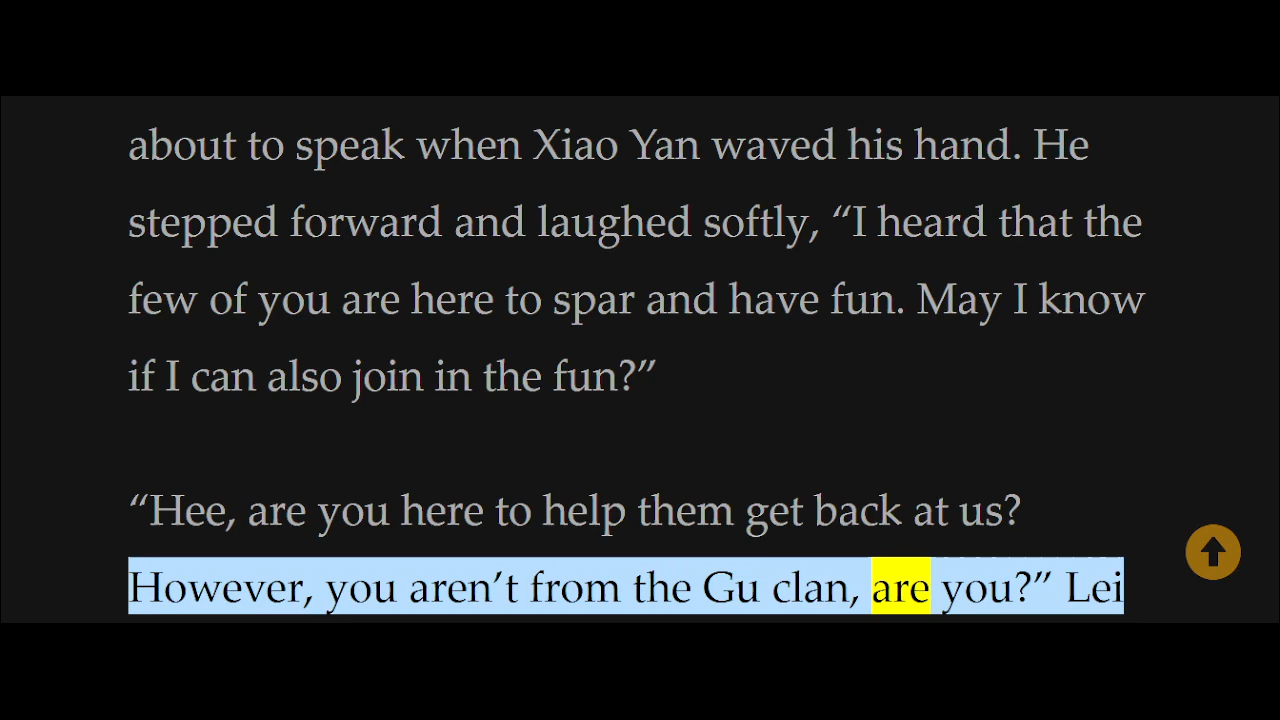 about to speak when Xiao Yan waved his hand. He
stepped forward and laughed softly, “I heard that the
few of you are here to spar and have fun. May I know
if I can also join in the fun?”
“Hee, are you here to help them get back at us?
However, you aren’t from the Gu clan, are you?” Lei